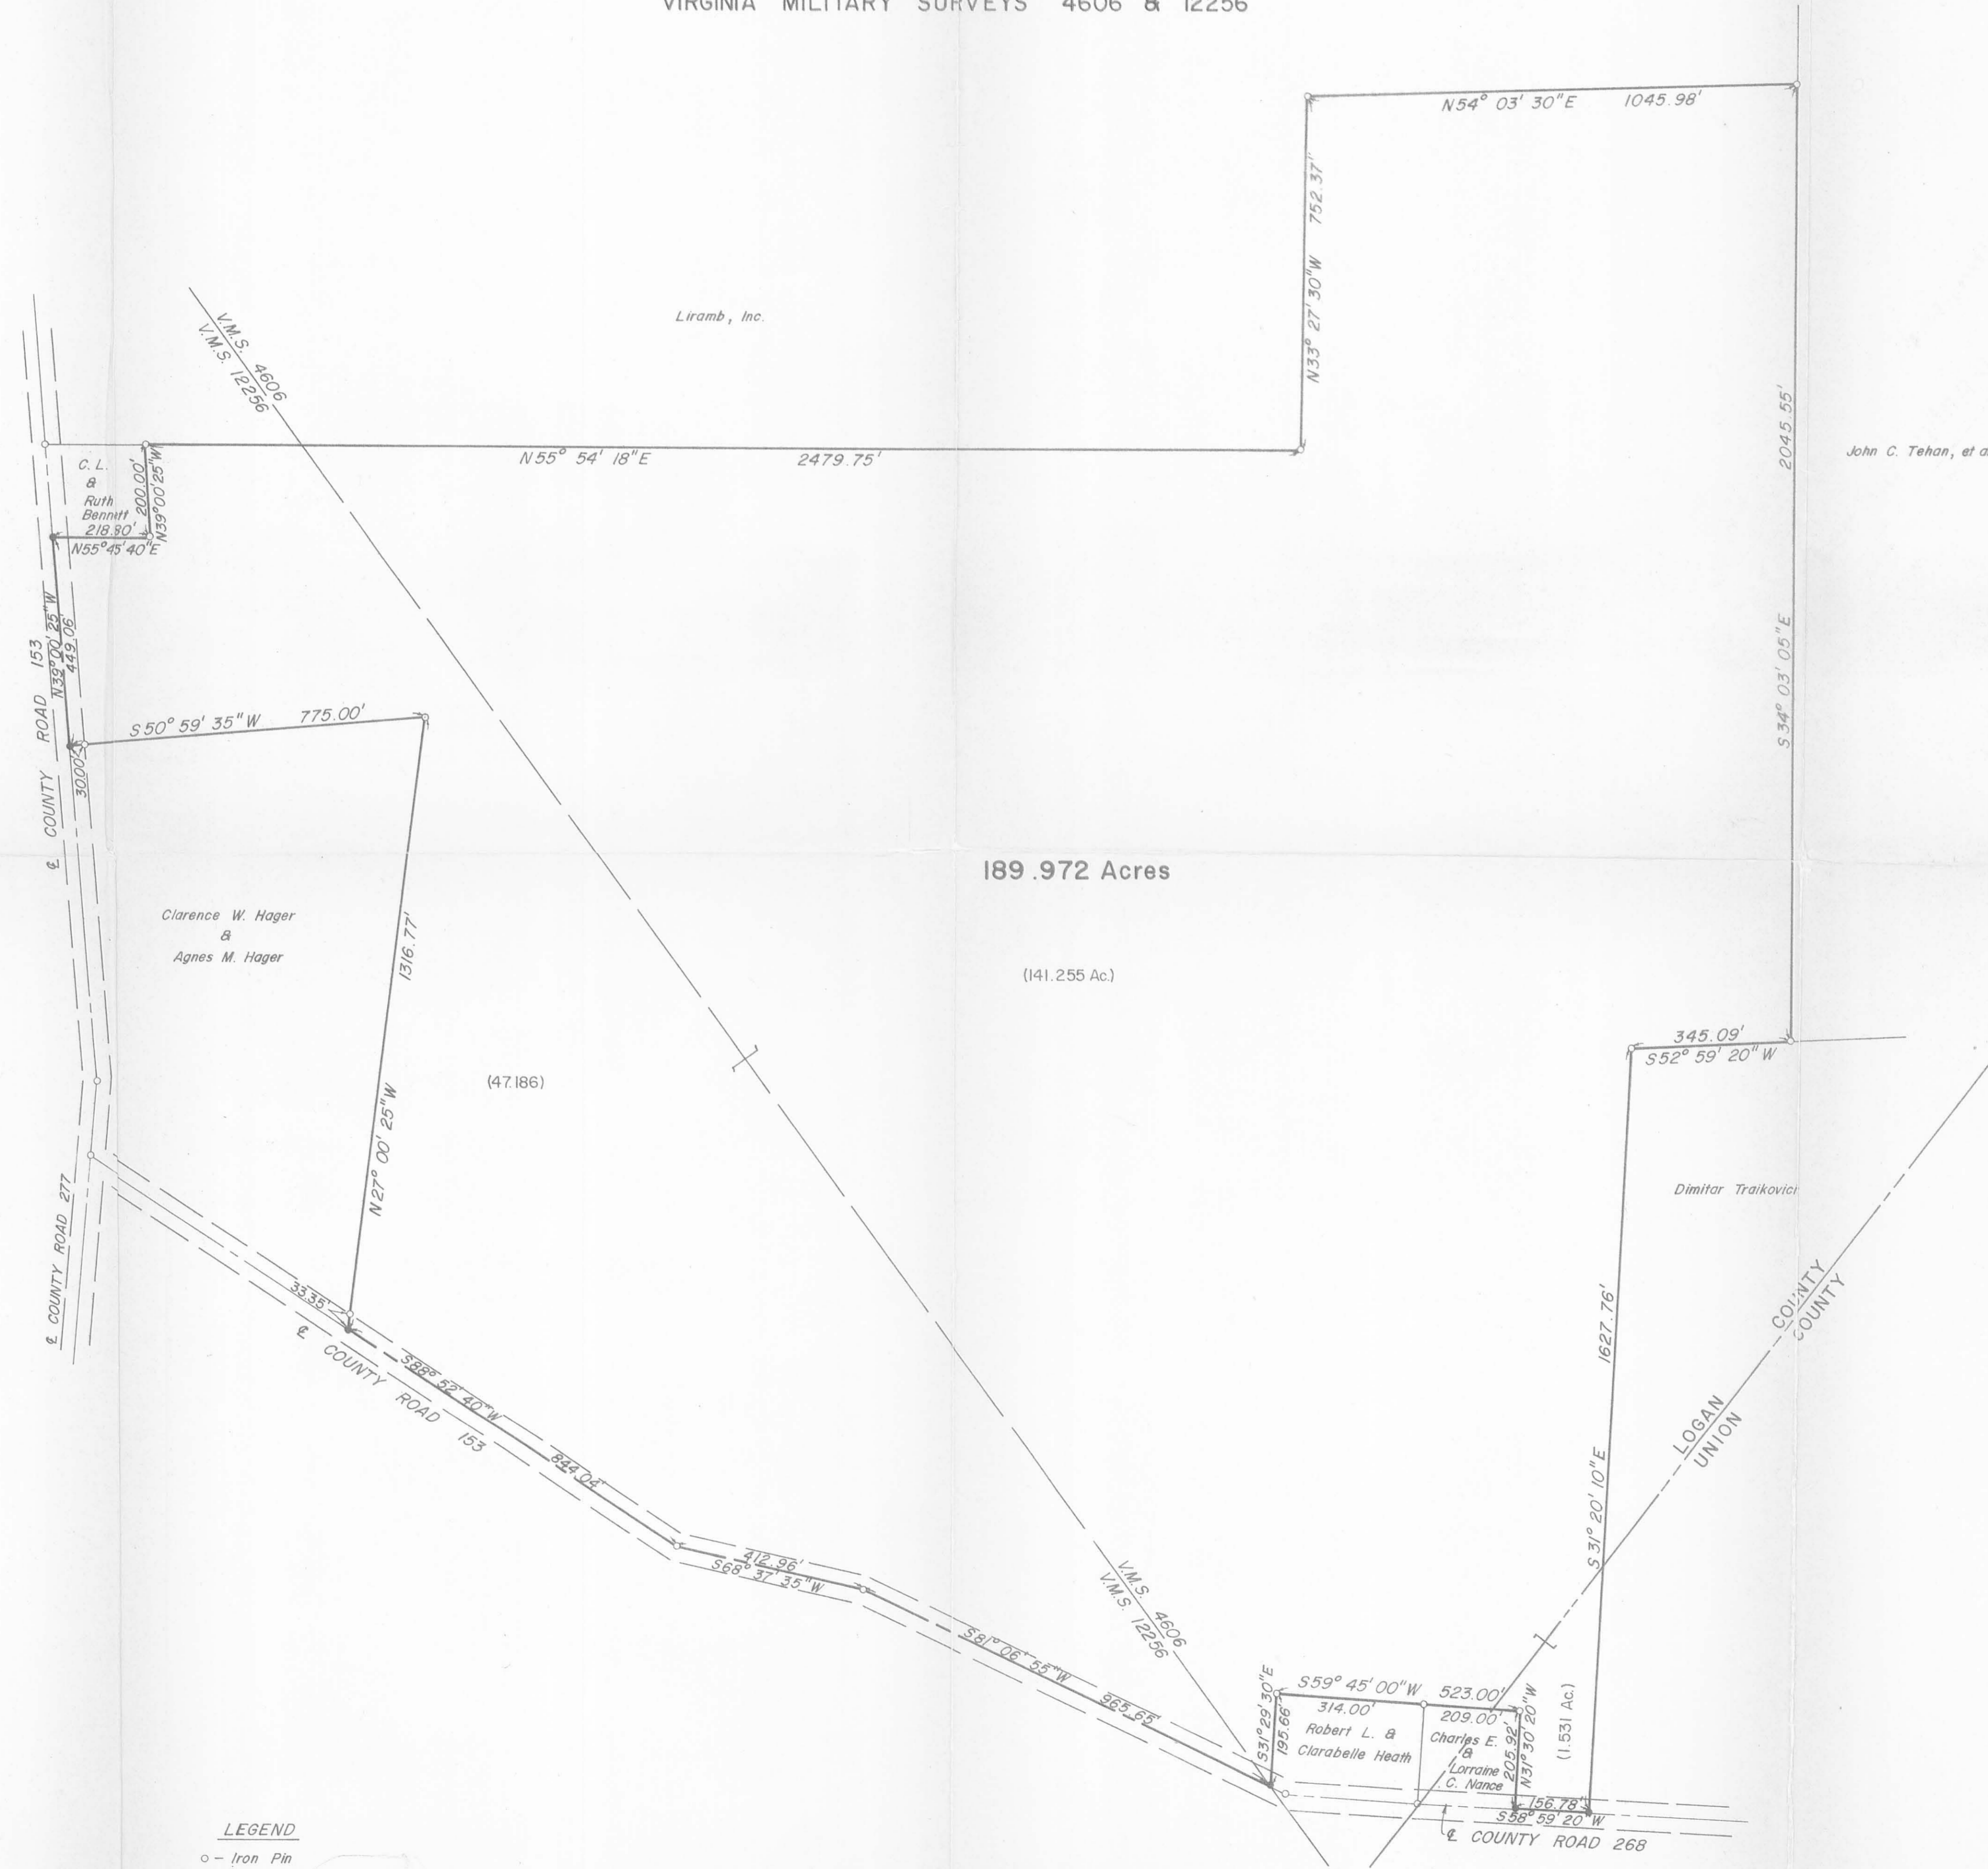 VIRGINIA MILITARY SURVEYS 4606 & 12256
N54° 03' 30"E 1045.98'
N33° 27' 30"W 752.37'
Liramb, Inc.
V.M.S. 4606
V.M.S. 12256
2045.55'
S34° 03' 05"E
John C. Tehan, et a
N55° 54' 18"E 2479.75'
C. L.
&
Ruth
Bennett
218.80'
N55°45'40"E
200.00'
N39°00'25"W
N39°00'25"W
449.06'
℄ COUNTY ROAD 153
S50° 59' 35"W 775.00'
30.00'
189.972 Acres
Clarence W. Hager
&
Agnes M. Hager
1316.77'
N27° 00' 25"W
(141.255 Ac.)
(47.186)
345.09'
S52° 59' 20"W
Dimitar Traikovici
℄ COUNTY ROAD 277
33.35'
℄ COUNTY ROAD 153
S88° 52' 40"W
844.04'
412.96'
S68° 37' 35"W
S81° 06' 55"W 965.65'
V.M.S. 4606
V.M.S. 12256
1627.76'
S31° 20' 10"E
LOGAN COUNTY
UNION COUNTY
S31°29'30"E
195.66'
S59° 45' 00"W 523.00'
314.00'
209.00'
Robert L. &
Clarabelle Heath
Charles E.
&
Lorraine
C. Nance
205.92'
N31°30'20"W
(1.531 Ac.)
156.78'
S58° 59' 20"W
℄ COUNTY ROAD 268
LEGEND
o - Iron Pin